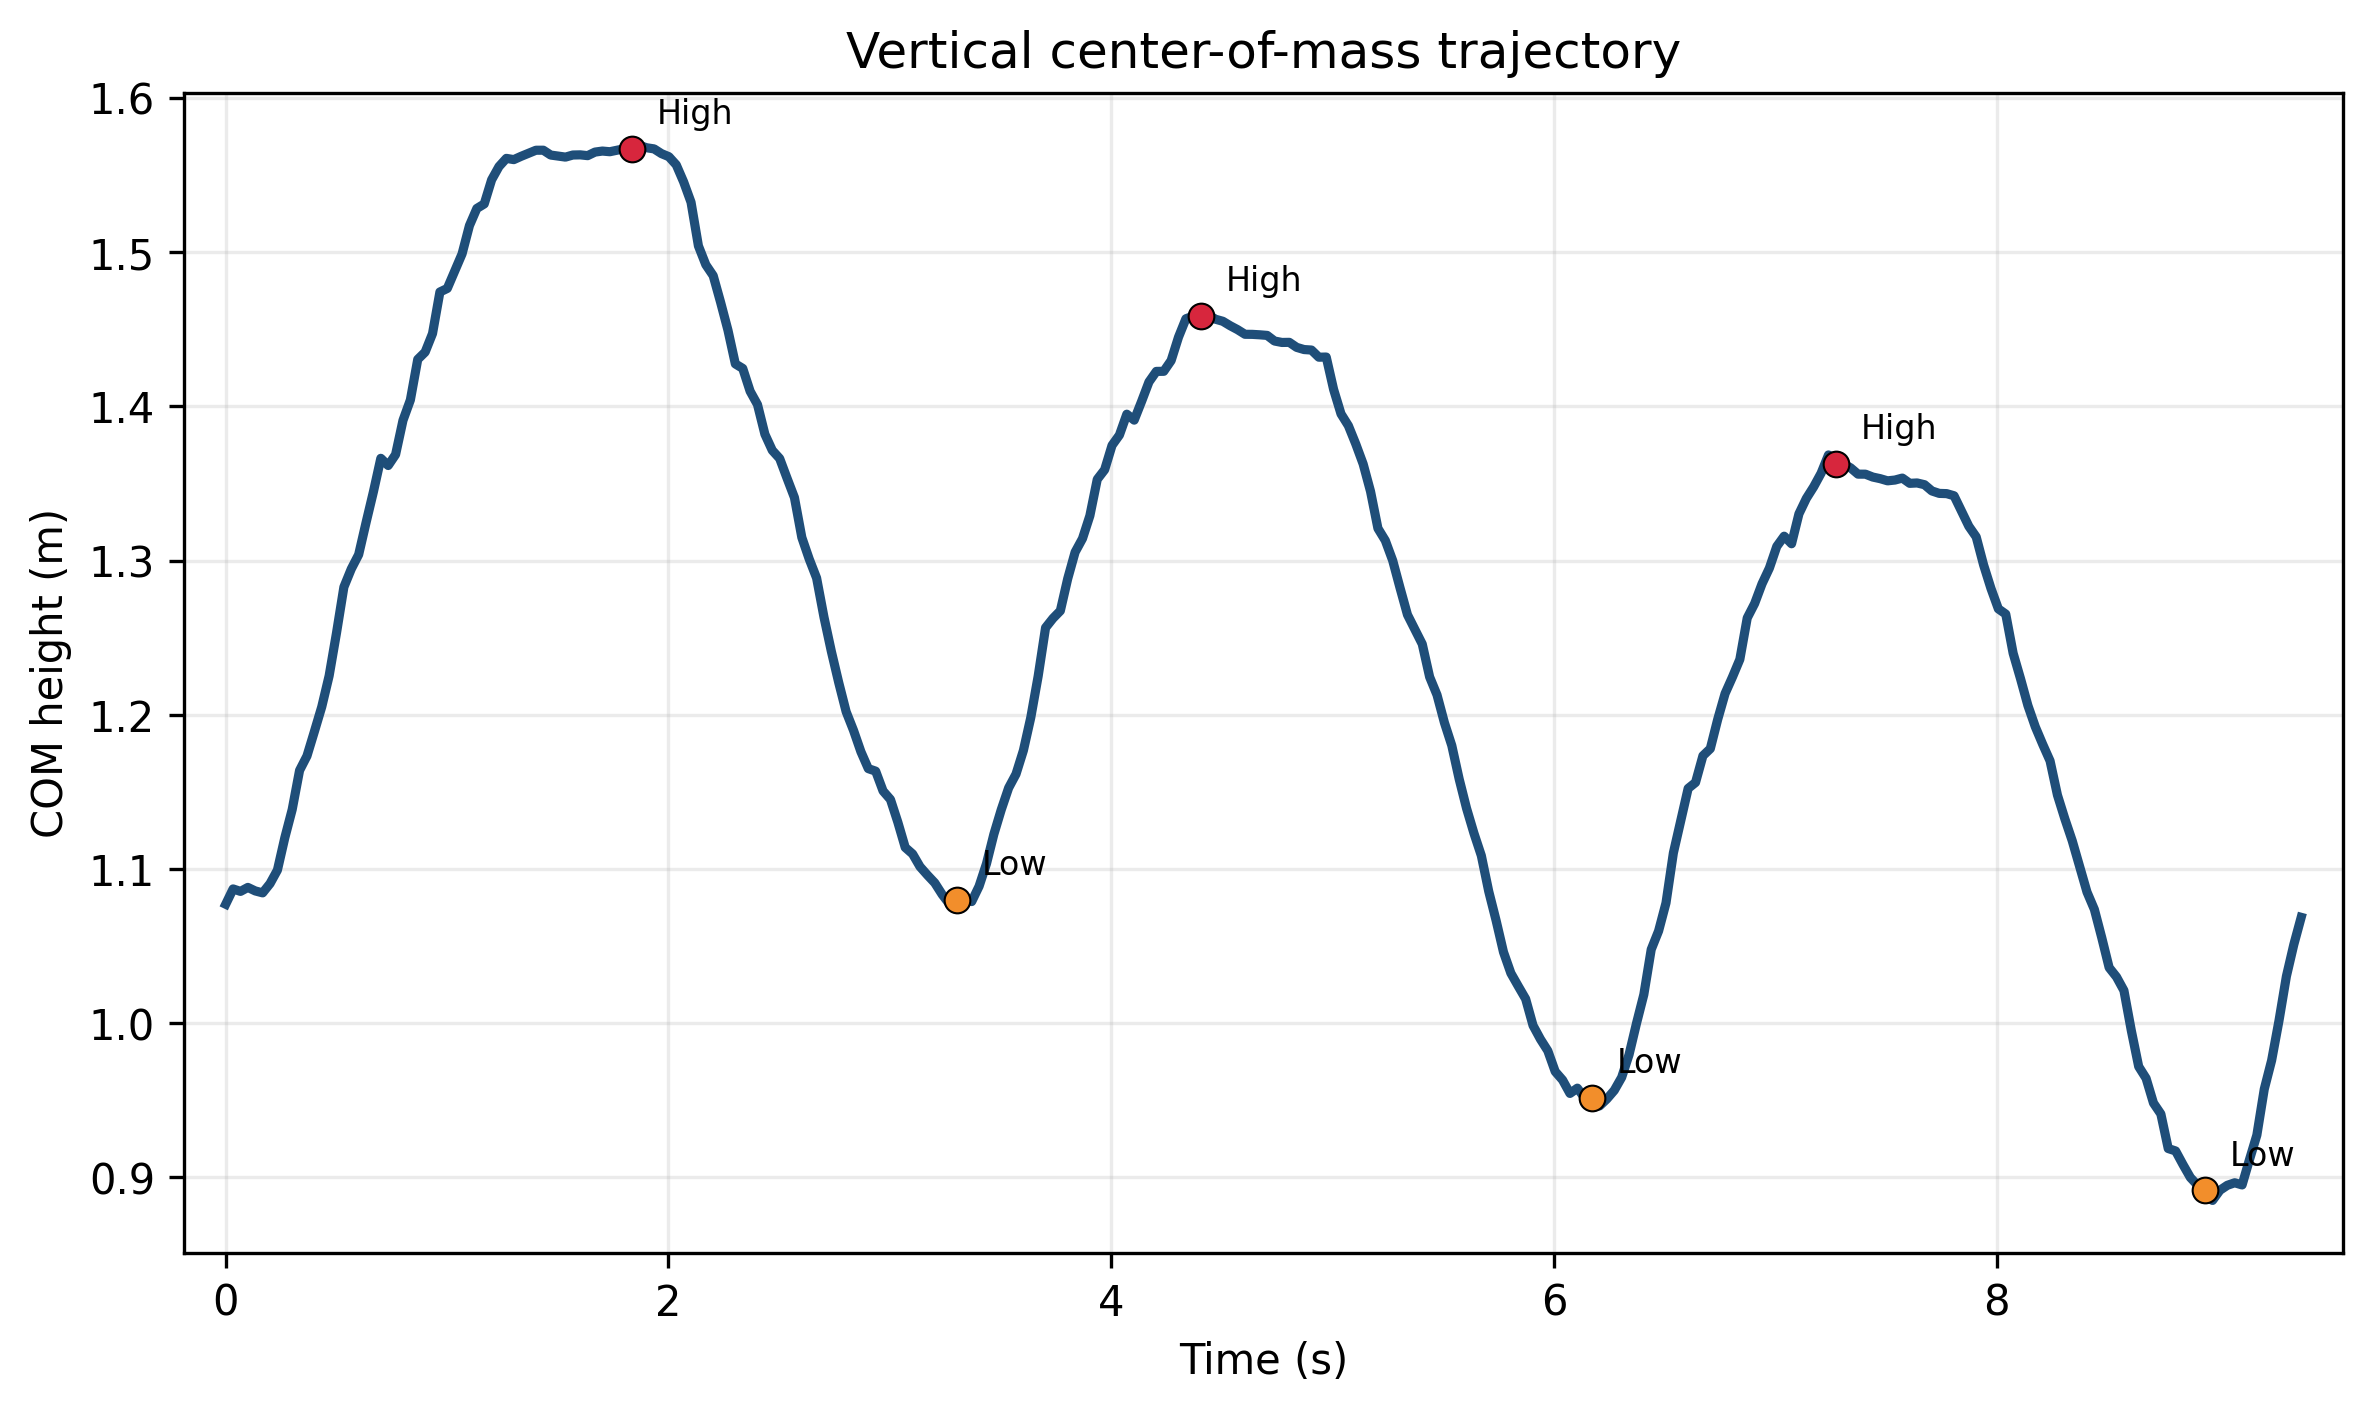 Vertical center-of-mass trajectory
COM height (m)
1.6
1.5
1.4
1.3
1.2
1.1
1.0
0.9
High
High
High
Low
Low
Low
0
2
4
6
8
Time (s)